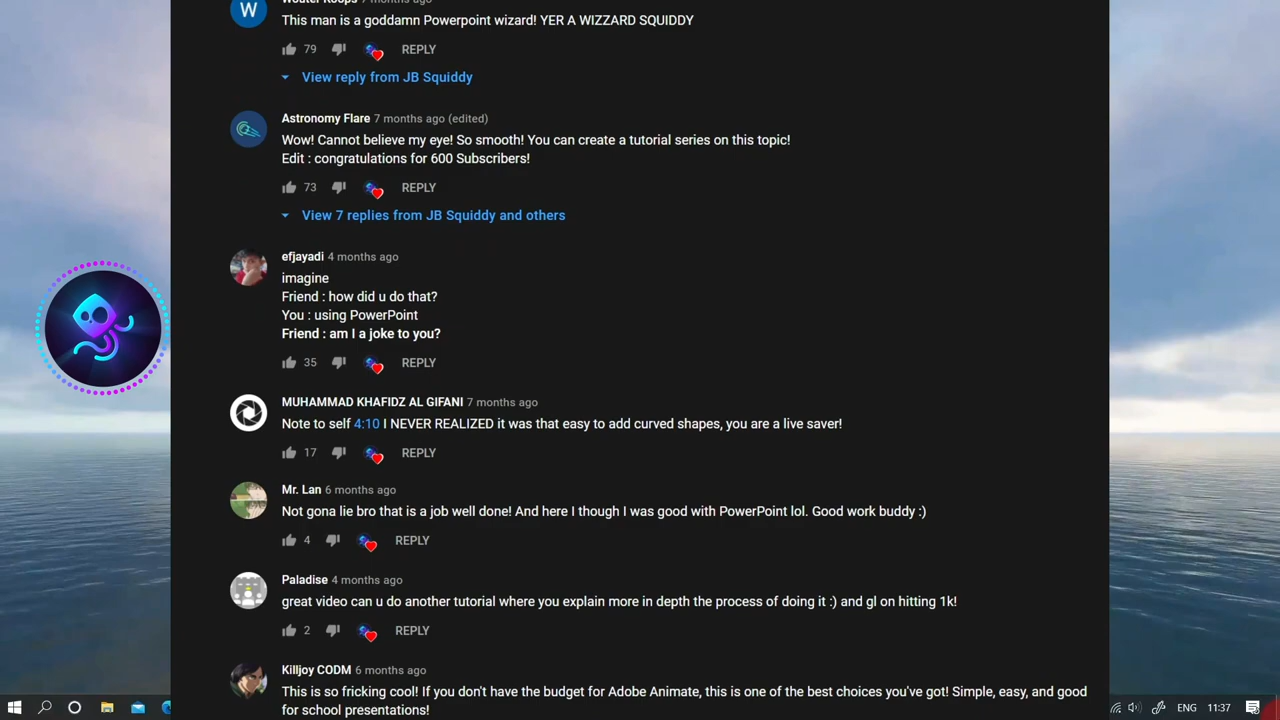 This man is a goddamn Powerpoint wizard! YER A WIZZARD SQUIDDY
W
79 REPLY
View reply from JB Squiddy
Astronomy Flare 7 months ago (edited)
Wow! Cannot believe my eye! So smooth! You can create a tutorial series on this topic!
Edit : congratulations for 600 Subscribers!
73 REPLY
View 7 replies from JB Squiddy and others
efjayadi 4 months ago
imagine
Friend : how did u do that?
You : using PowerPoint
Friend : am I a joke to you?
35 REPLY
MUHAMMAD KHAFIDZ AL GIFANI 7 months ago
Note to self 4:10 I NEVER REALIZED it was that easy to add curved shapes, you are a live saver!
17 REPLY
Mr. Lan 6 months ago
Not gona lie bro that is a job well done! And here I though I was good with PowerPoint lol. Good work buddy :)
4 REPLY
Paladise 4 months ago
great video can u do another tutorial where you explain more in depth the process of doing it :) and gl on hitting 1k!
2 REPLY
Killjoy CODM 6 months ago
This is so fricking cool! If you don't have the budget for Adobe Animate, this is one of the best choices you've got! Simple, easy, and good
for school presentations!
ENG 11:37